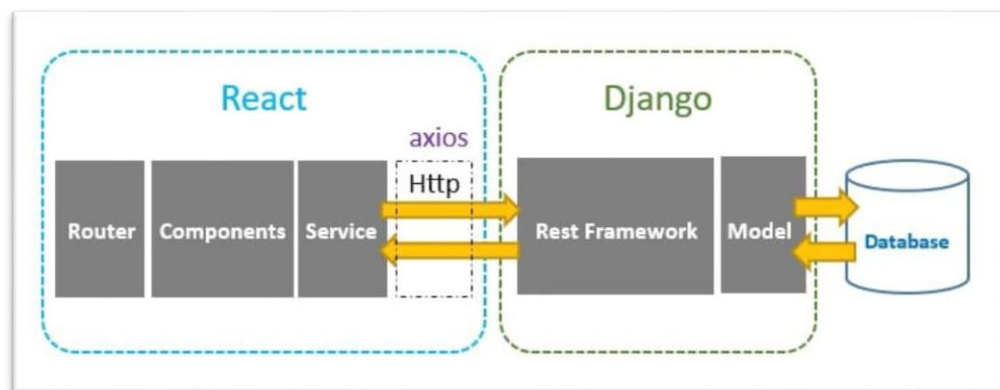 React
Django
axios
Http
Router
Components
Service
Rest Framework
Model
Database